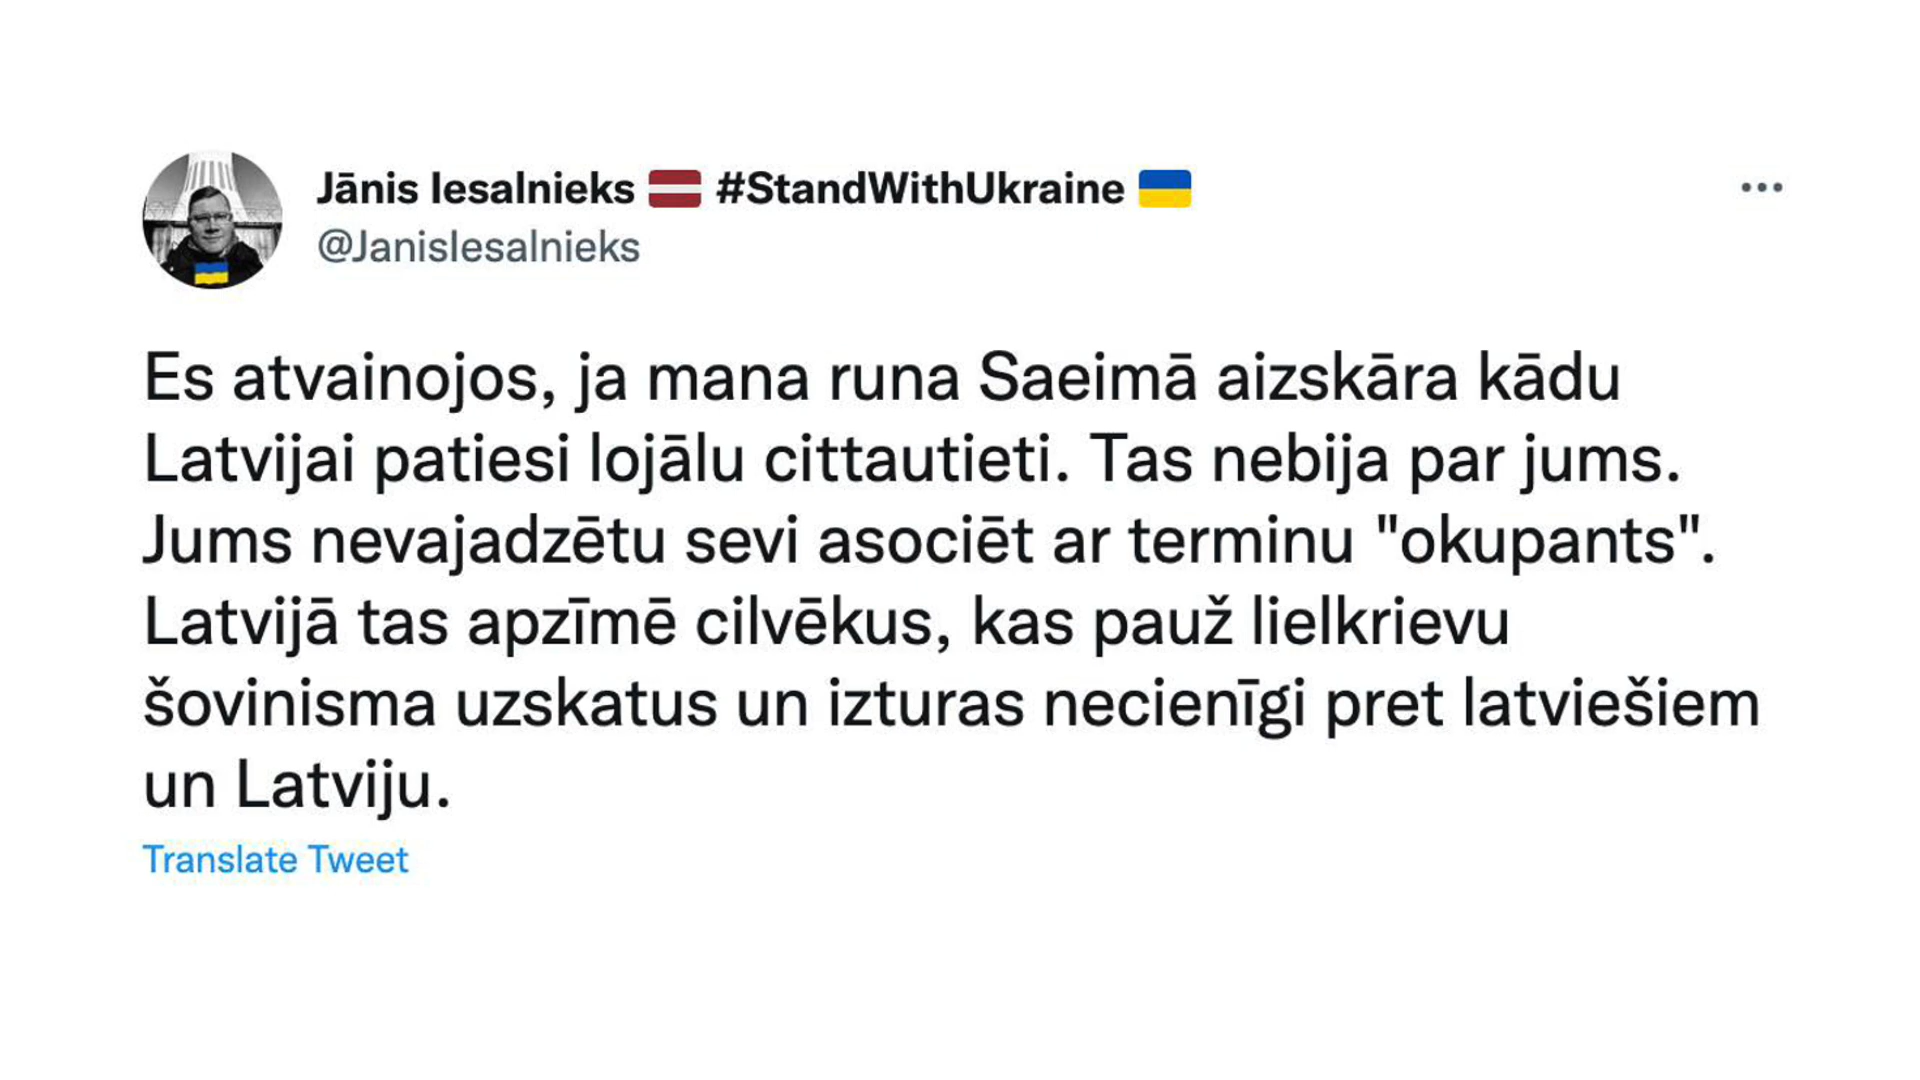 Jānis Iesalnieks 🇱🇻 #StandWithUkraine 🇺🇦
@JanisIesalnieks
Es atvainojos, ja mana runa Saeimā aizskāra kādu
Latvijai patiesi lojālu cittautieti. Tas nebija par jums.
Jums nevajadzētu sevi asociēt ar terminu "okupants".
Latvijā tas apzīmē cilvēkus, kas pauž lielkrievu
šovinisma uzskatus un izturas necienīgi pret latviešiem
un Latviju.
Translate Tweet